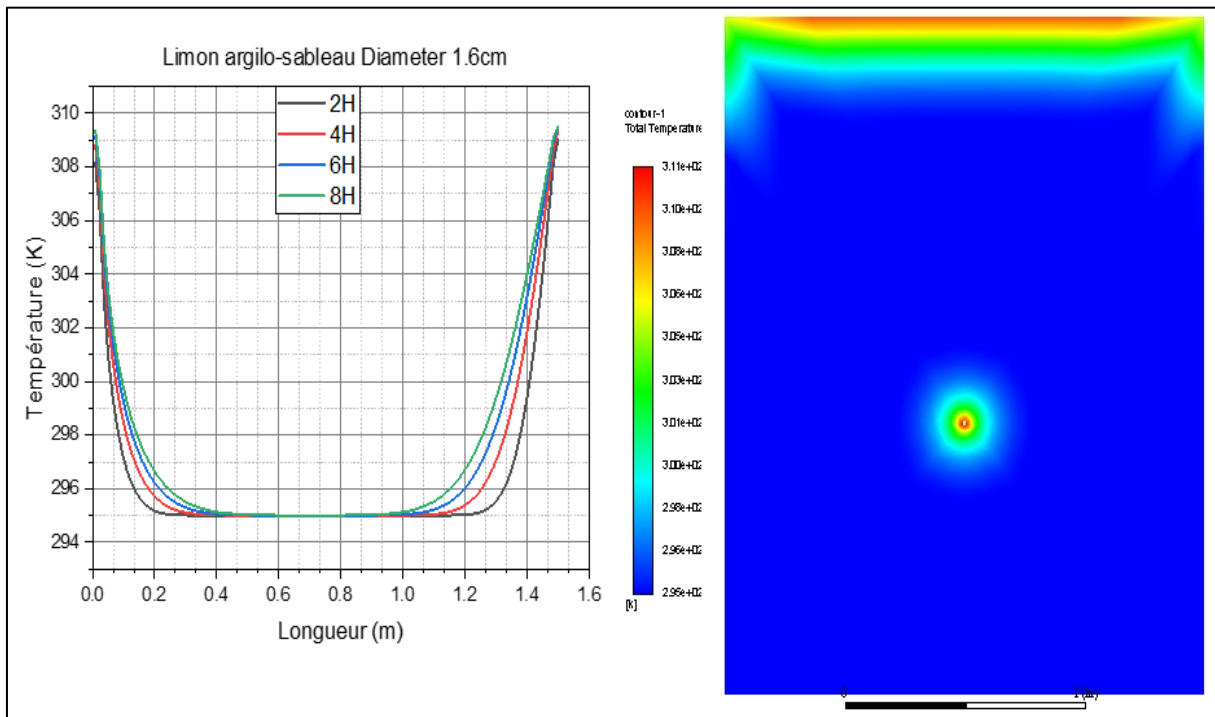 Limon argilo-sableau Diameter 1.6cm
2H
4H
6H
8H
310
308
306
304
302
300
298
296
294
Température (K)
0.0 0.2 0.4 0.6 0.8 1.0 1.2 1.4 1.6
Longueur (m)
contour-1
Total Temperature
3.11e+02
3.10e+02
3.08e+02
3.06e+02
3.05e+02
3.03e+02
3.01e+02
3.00e+02
2.98e+02
2.96e+02
2.95e+02
[k]
0 1 (m)